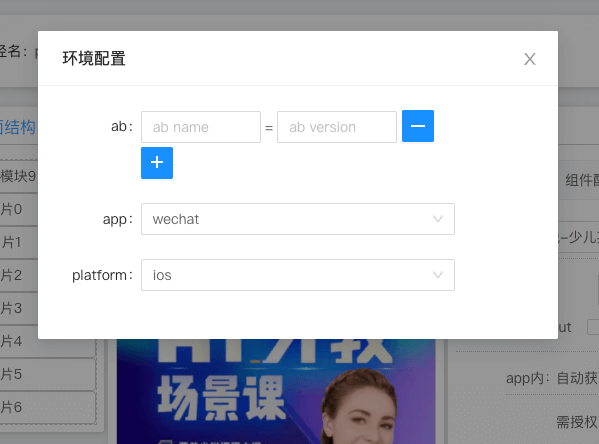 径名:
环境配置
ab:
ab name = ab version
app: wechat
platform: ios
面结构
模块9
片0
片1
片2
片3
片4
片5
片6
场景课
组件配
-少儿
ut
app内: 自动获
需授权